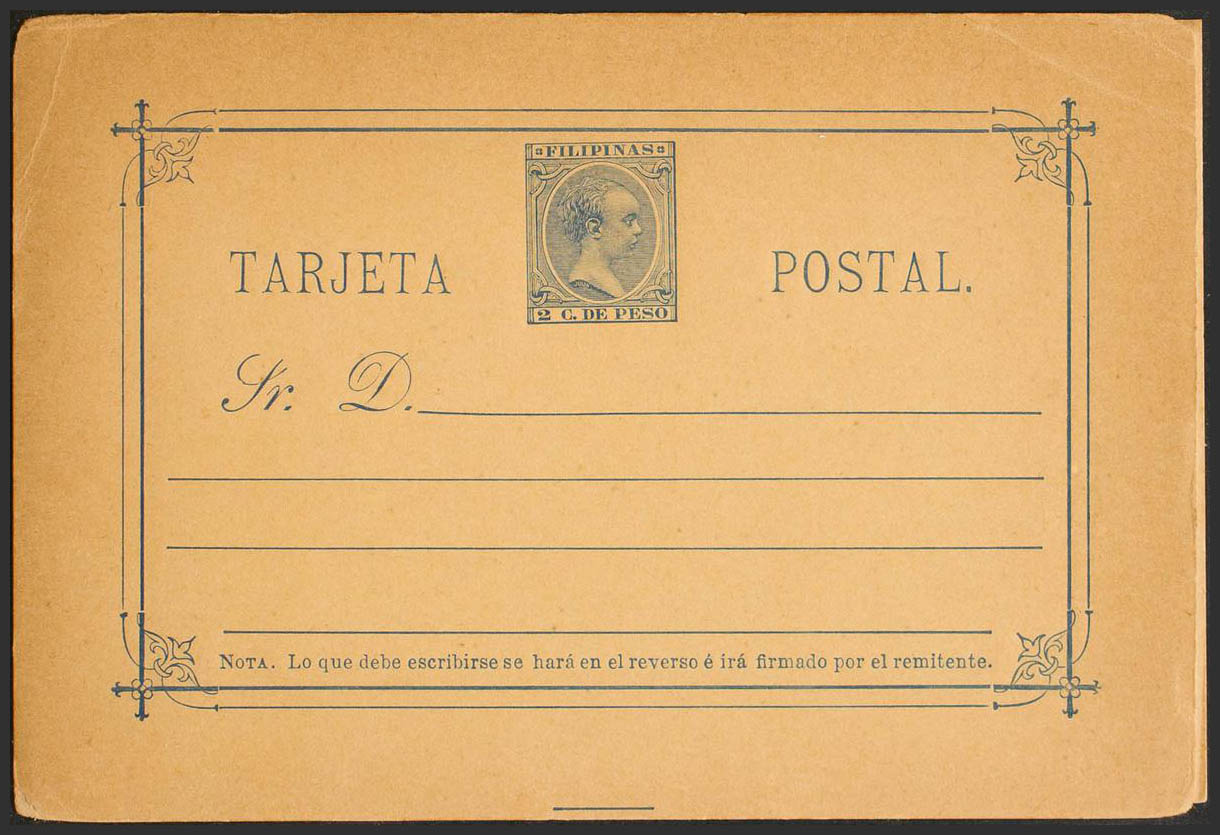 FILIPINAS
2 C. DE PESO
TARJETA POSTAL.
Sr. D.
NOTA. Lo que debe escribirse se hará en el reverso é irá firmado por el remitente.